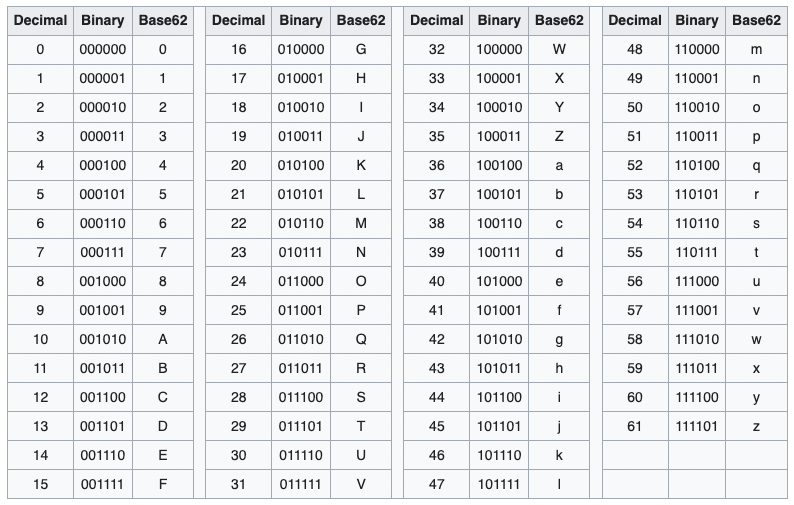 Decimal Binary Base62 Decimal Binary Base62 Decimal Binary Base62 Decimal Binary Base62
0 000000 0 16 010000 G 32 100000 W 48 110000 m
1 000001 1 17 010001 H 33 100001 X 49 110001 n
2 000010 2 18 010010 I 34 100010 Y 50 110010 o
3 000011 3 19 010011 J 35 100011 Z 51 110011 p
4 000100 4 20 010100 K 36 100100 a 52 110100 q
5 000101 5 21 010101 L 37 100101 b 53 110101 r
6 000110 6 22 010110 M 38 100110 c 54 110110 s
7 000111 7 23 010111 N 39 100111 d 55 110111 t
8 001000 8 24 011000 O 40 101000 e 56 111000 u
9 001001 9 25 011001 P 41 101001 f 57 111001 v
10 001010 A 26 011010 Q 42 101010 g 58 111010 w
11 001011 B 27 011011 R 43 101011 h 59 111011 x
12 001100 C 28 011100 S 44 101100 i 60 111100 y
13 001101 D 29 011101 T 45 101101 j 61 111101 z
14 001110 E 30 011110 U 46 101110 k
15 001111 F 31 011111 V 47 101111 l